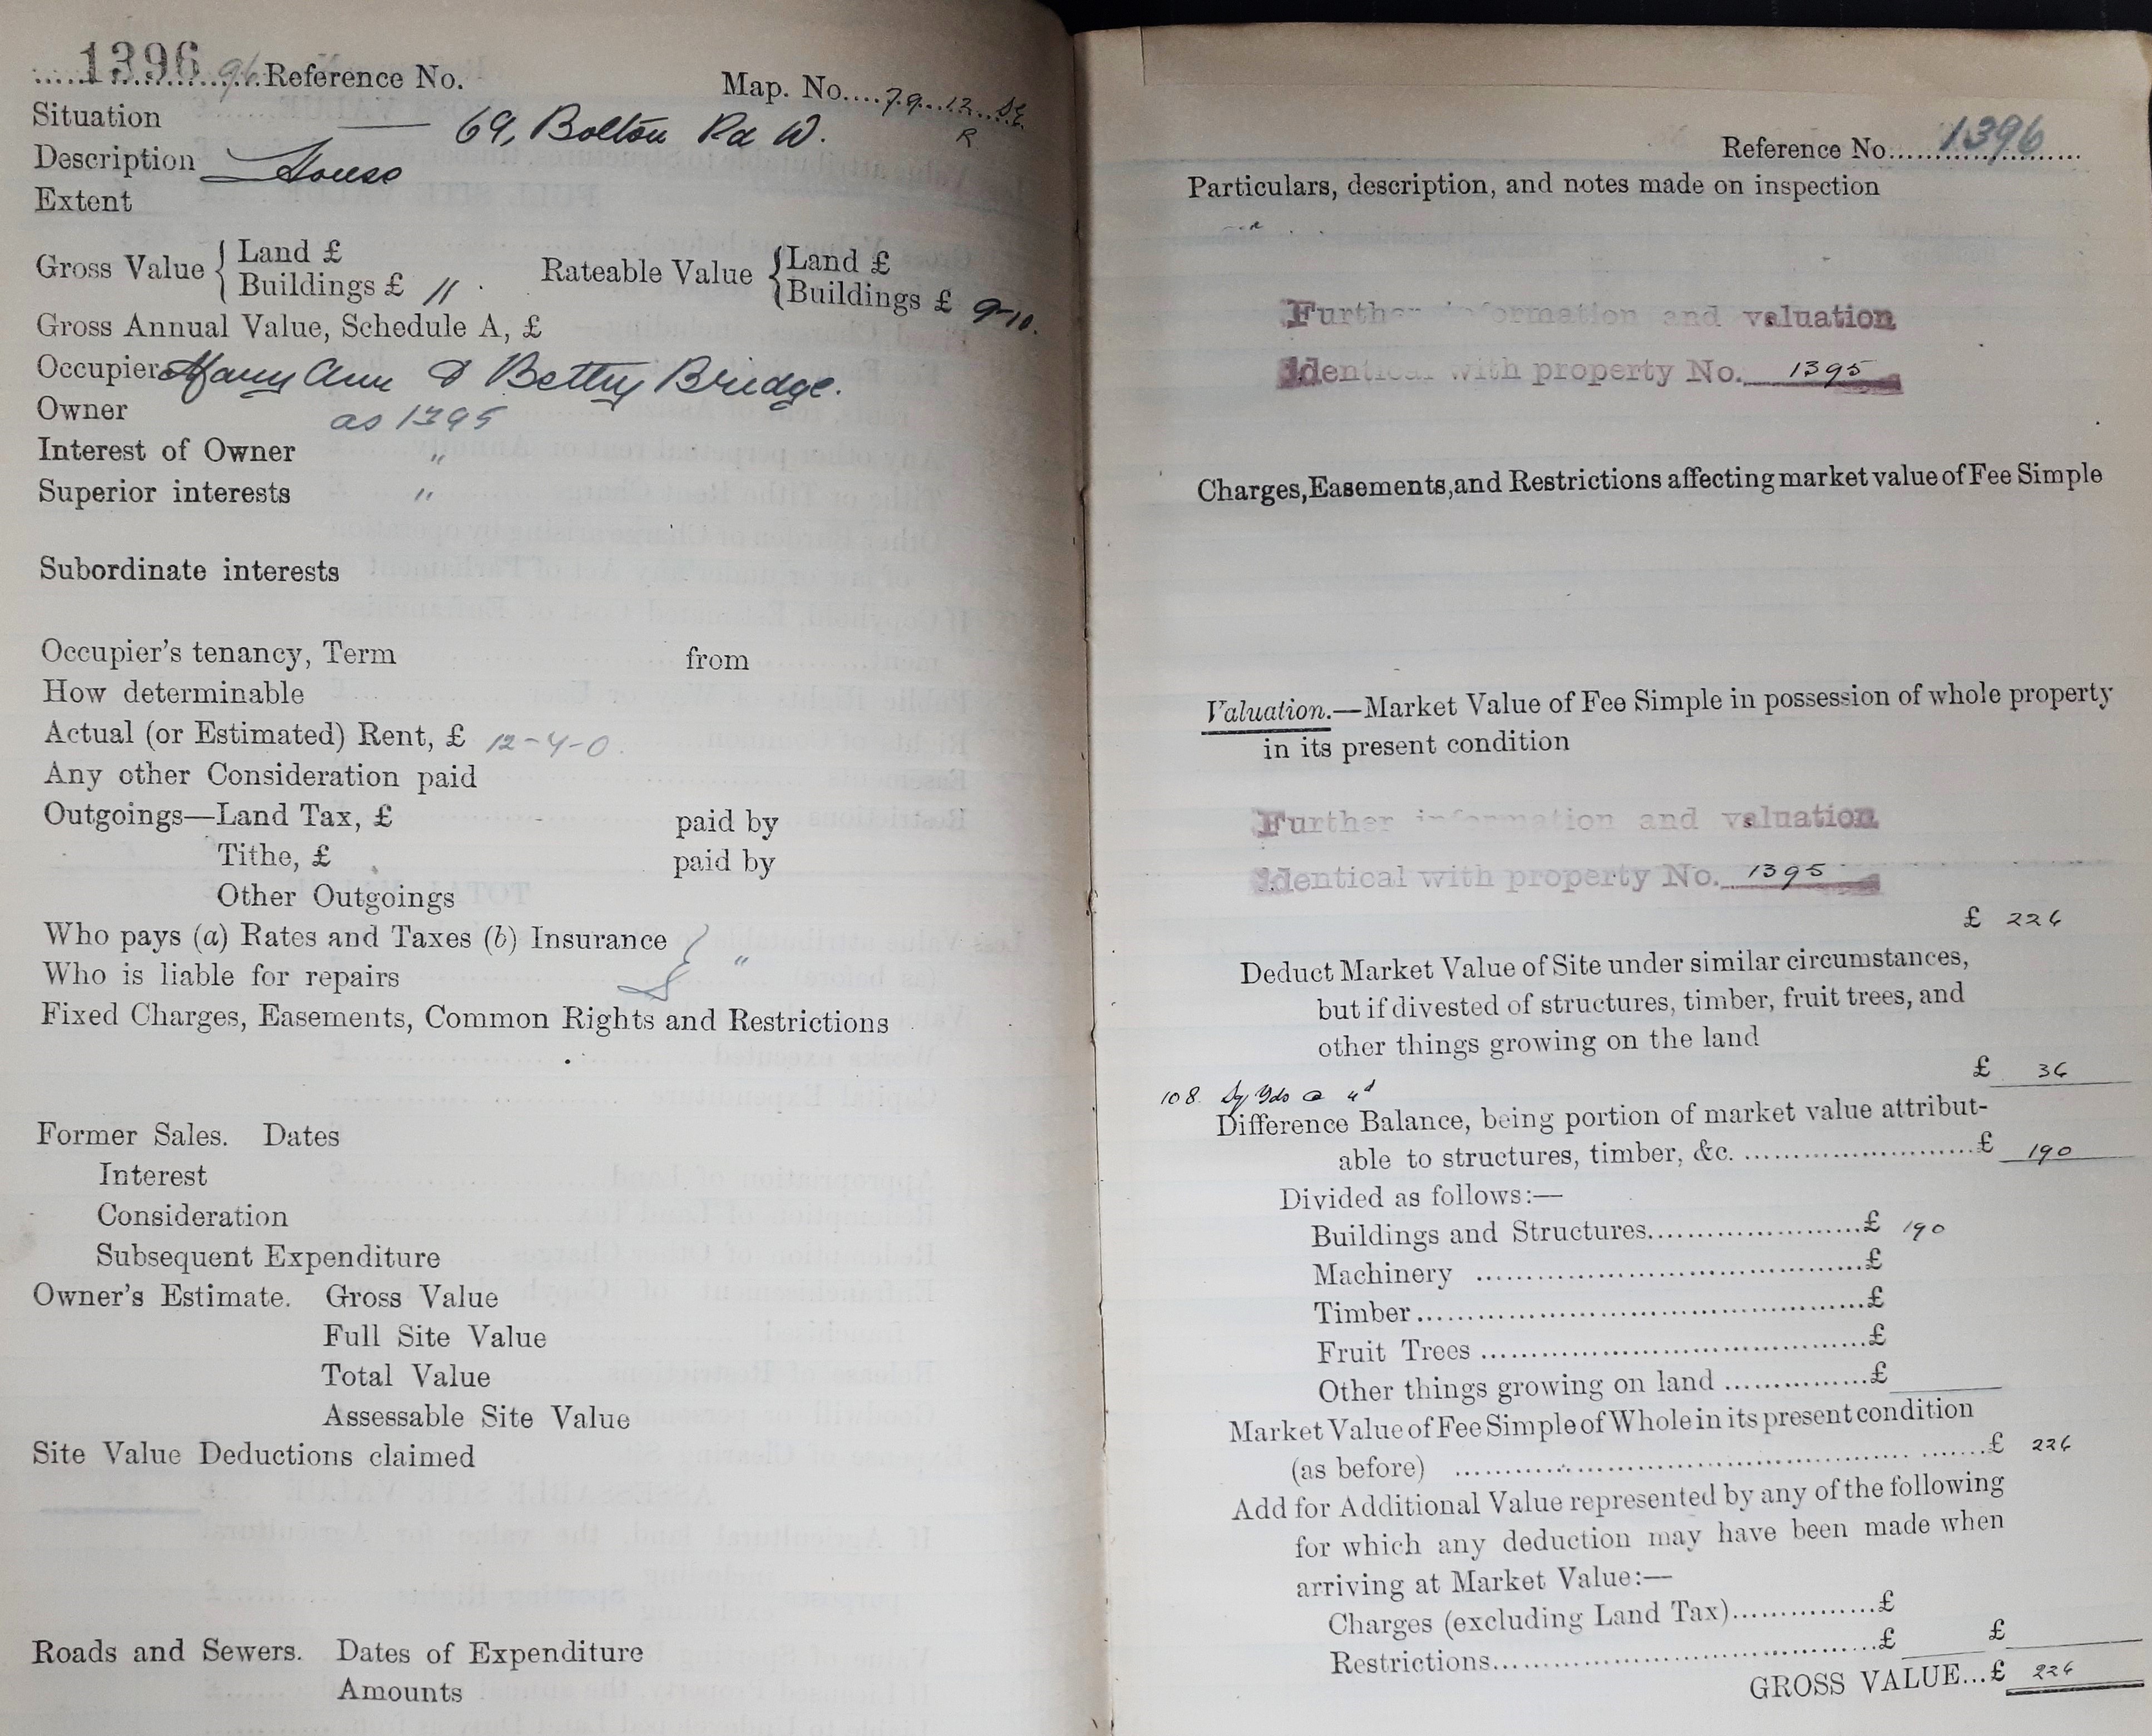 1396 96 Reference No. Map. No. 79.12 SE
R
Situation — 69, Bolton Rd W.
Description House
Extent
Gross Value { Land £
Buildings £ 11 .
Rateable Value { Land £
Buildings £ 9-10.
Gross Annual Value, Schedule A, £
Occupier Mary Ann & Betty Bridge.
Owner as 1395
Interest of Owner "
Superior interests "
Subordinate interests
Occupier's tenancy, Term from
How determinable
Actual (or Estimated) Rent, £ 12-4-0.
Any other Consideration paid
Outgoings—Land Tax, £ paid by
Tithe, £ paid by
Other Outgoings
Who pays (a) Rates and Taxes (b) Insurance } "
Who is liable for repairs
Fixed Charges, Easements, Common Rights and Restrictions
Former Sales. Dates
Interest
Consideration
Subsequent Expenditure
Owner's Estimate. Gross Value
Full Site Value
Total Value
Assessable Site Value
Site Value Deductions claimed
Roads and Sewers. Dates of Expenditure
Amounts
Reference No. 1396
Particulars, description, and notes made on inspection
Further information and valuation
Identical with property No. 1395
Charges, Easements, and Restrictions affecting market value of Fee Simple
Valuation.—Market Value of Fee Simple in possession of whole property
in its present condition
Further information and valuation
Identical with property No. 1395
£ 226
Deduct Market Value of Site under similar circumstances,
but if divested of structures, timber, fruit trees, and
other things growing on the land
£ 36
108. Sq Yds @ 4d
Difference Balance, being portion of market value attribut-
able to structures, timber, &c. £ 190
Divided as follows:—
Buildings and Structures £ 190
Machinery £
Timber £
Fruit Trees £
Other things growing on land £
Market Value of Fee Simple of Whole in its present condition
(as before) £ 226
Add for Additional Value represented by any of the following
for which any deduction may have been made when
arriving at Market Value:—
Charges (excluding Land Tax) £
Restrictions £ £
GROSS VALUE...£ 226